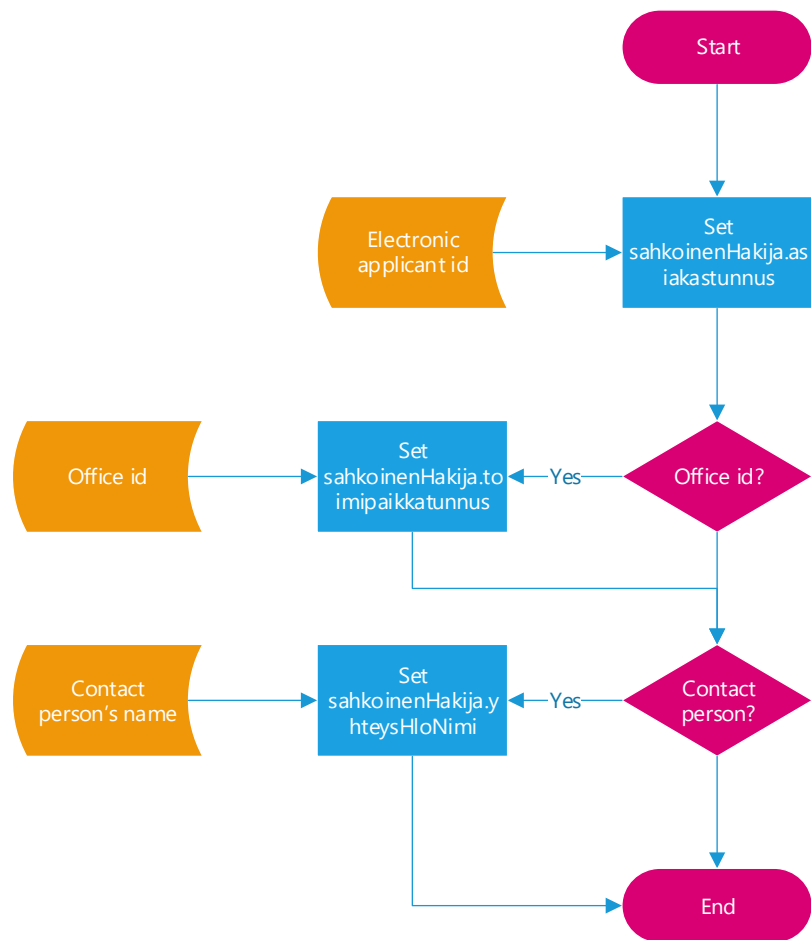 Start
Electronic
applicant id
Set
sahkoinenHakija.as
iakastunnus
Office id
Set
sahkoinenHakija.to
imipaikkatunnus
Yes
Office id?
Contact
person’s name
Set
sahkoinenHakija.y
hteysHloNimi
Yes
Contact
person?
End